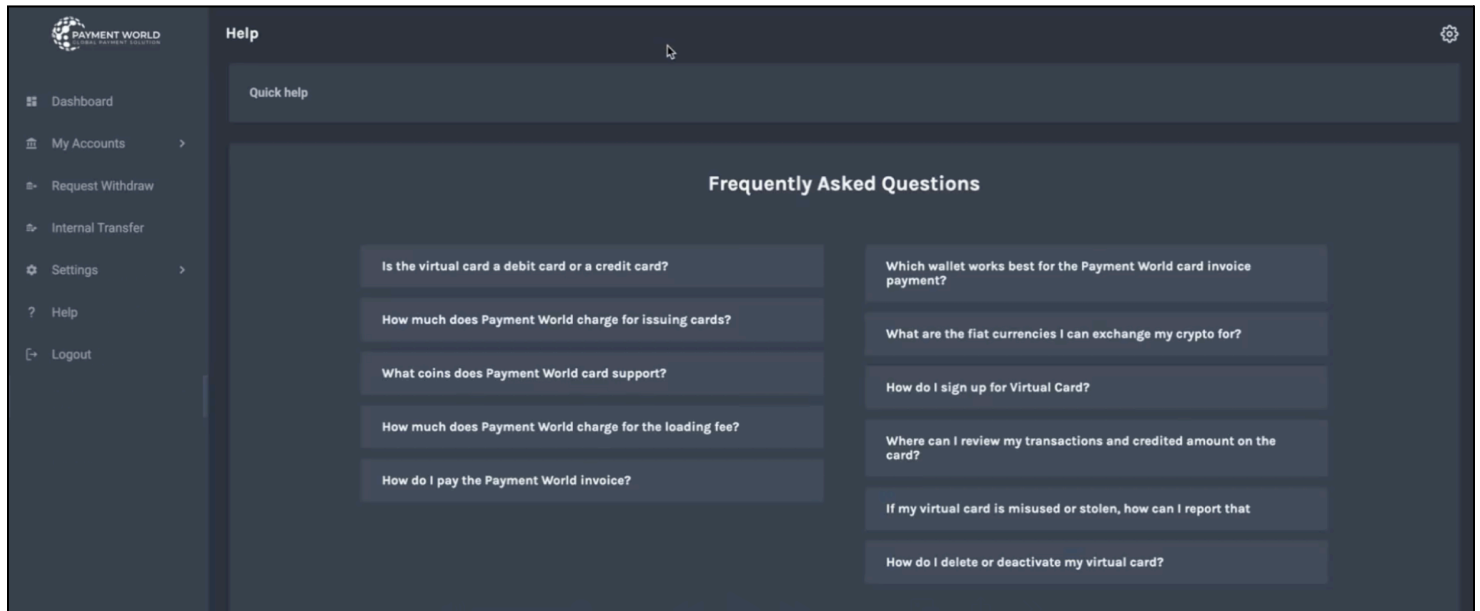 PAYMENT WORLD
GLOBAL PAYMENT SOLUTION
Help
Dashboard
My Accounts
Request Withdraw
Internal Transfer
Settings
? Help
Logout
Quick help
Frequently Asked Questions
Is the virtual card a debit card or a credit card?
How much does Payment World charge for issuing cards?
What coins does Payment World card support?
How much does Payment World charge for the loading fee?
How do I pay the Payment World invoice?
Which wallet works best for the Payment World card invoice
payment?
What are the fiat currencies I can exchange my crypto for?
How do I sign up for Virtual Card?
Where can I review my transactions and credited amount on the
card?
If my virtual card is misused or stolen, how can I report that
How do I delete or deactivate my virtual card?